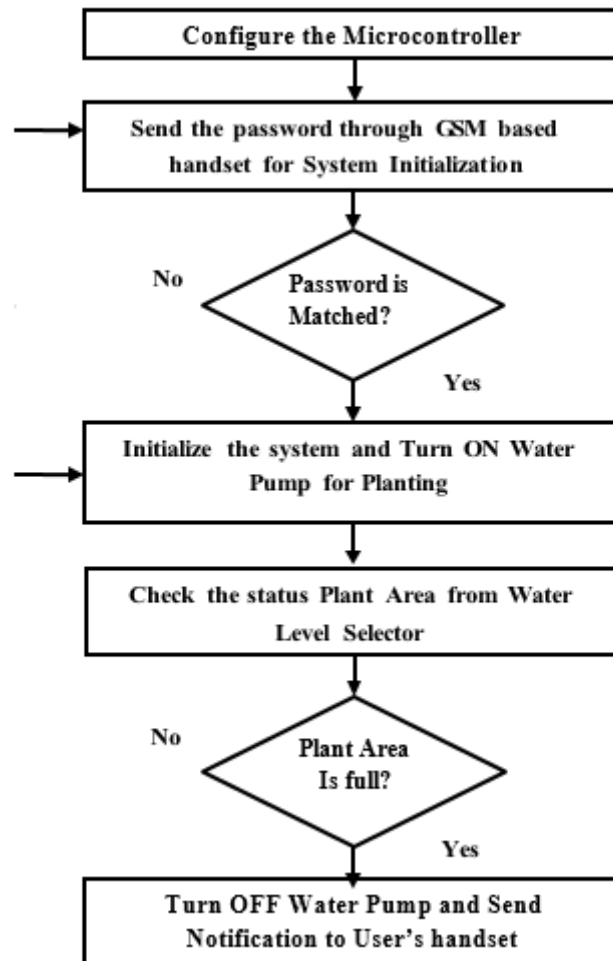 Configure the Microcontroller
Send the password through GSM based
handset for System Initialization
No
Password is
Matched?
Yes
Initialize the system and Turn ON Water
Pump for Planting
Check the status Plant Area from Water
Level Selector
No
Plant Area
Is full?
Yes
Turn OFF Water Pump and Send
Notification to User's handset